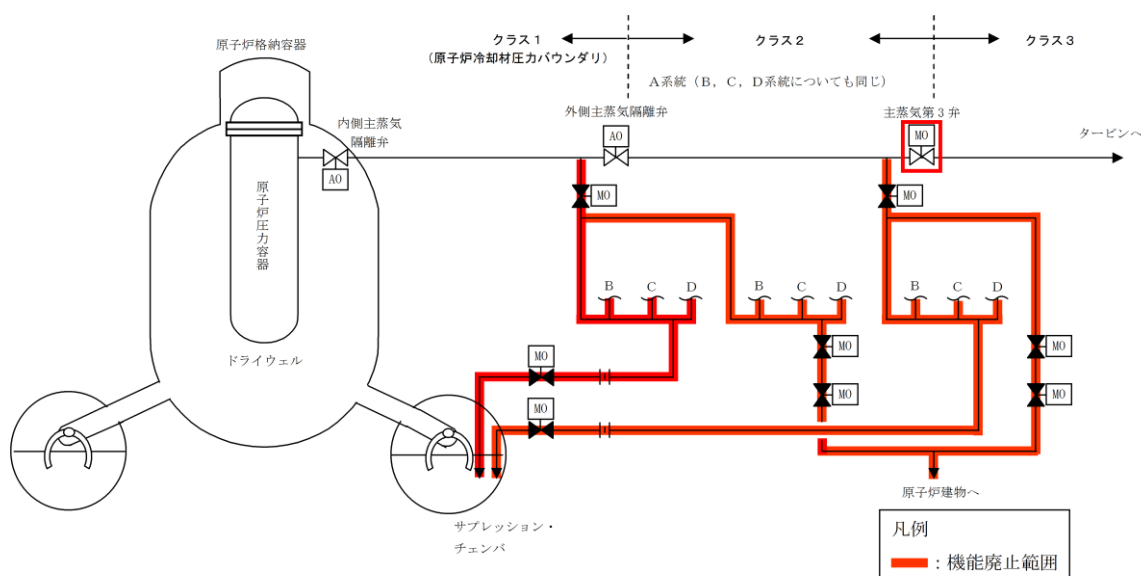 クラス１
クラス２
クラス３
(原子炉冷却材圧力バウンダリ)
原子炉格納容器
A系統（B，C，D系統についても同じ）
内側主蒸気
隔離弁
外側主蒸気隔離弁
主蒸気第３弁
タービンへ
AO
AO
MO
MO
MO
原子炉圧力容器
B
C
D
B
C
D
B
C
D
MO
MO
MO
MO
MO
MO
ドライウェル
原子炉建物へ
サプレッション・
チェンバ
凡例
：機能廃止範囲